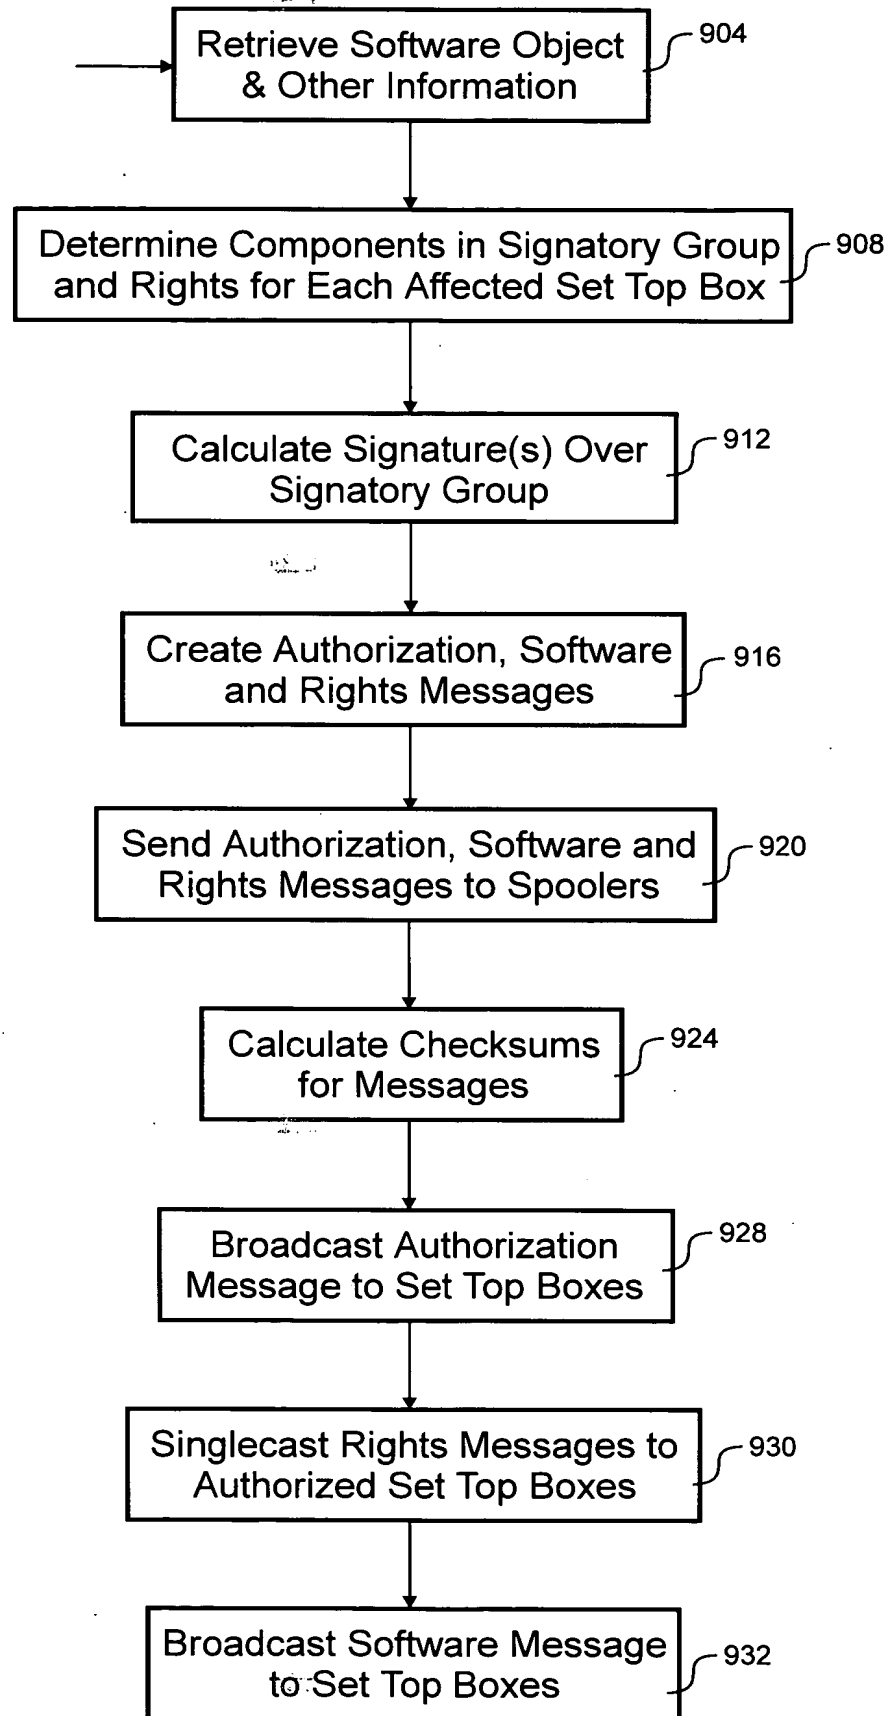 Retrieve Software Object
& Other Information
904
Determine Components in Signatory Group
and Rights for Each Affected Set Top Box
908
Calculate Signature(s) Over
Signatory Group
912
Create Authorization, Software
and Rights Messages
916
Send Authorization, Software and
Rights Messages to Spoolers
920
Calculate Checksums
for Messages
924
Broadcast Authorization
Message to Set Top Boxes
928
Singlecast Rights Messages to
Authorized Set Top Boxes
930
Broadcast Software Message
to Set Top Boxes
932